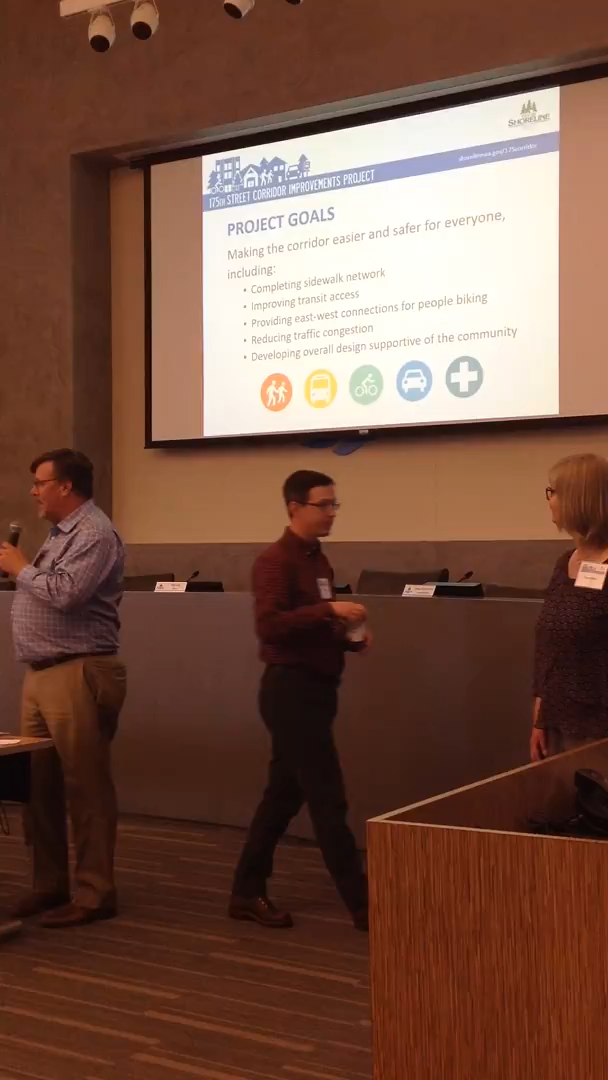 SHORELINE
shorelinewa.gov/175corridor
175TH STREET CORRIDOR IMPROVEMENTS PROJECT
PROJECT GOALS
Making the corridor easier and safer for everyone,
including:
• Completing sidewalk network
• Improving transit access
• Providing east-west connections for people biking
• Reducing traffic congestion
• Developing overall design supportive of the community